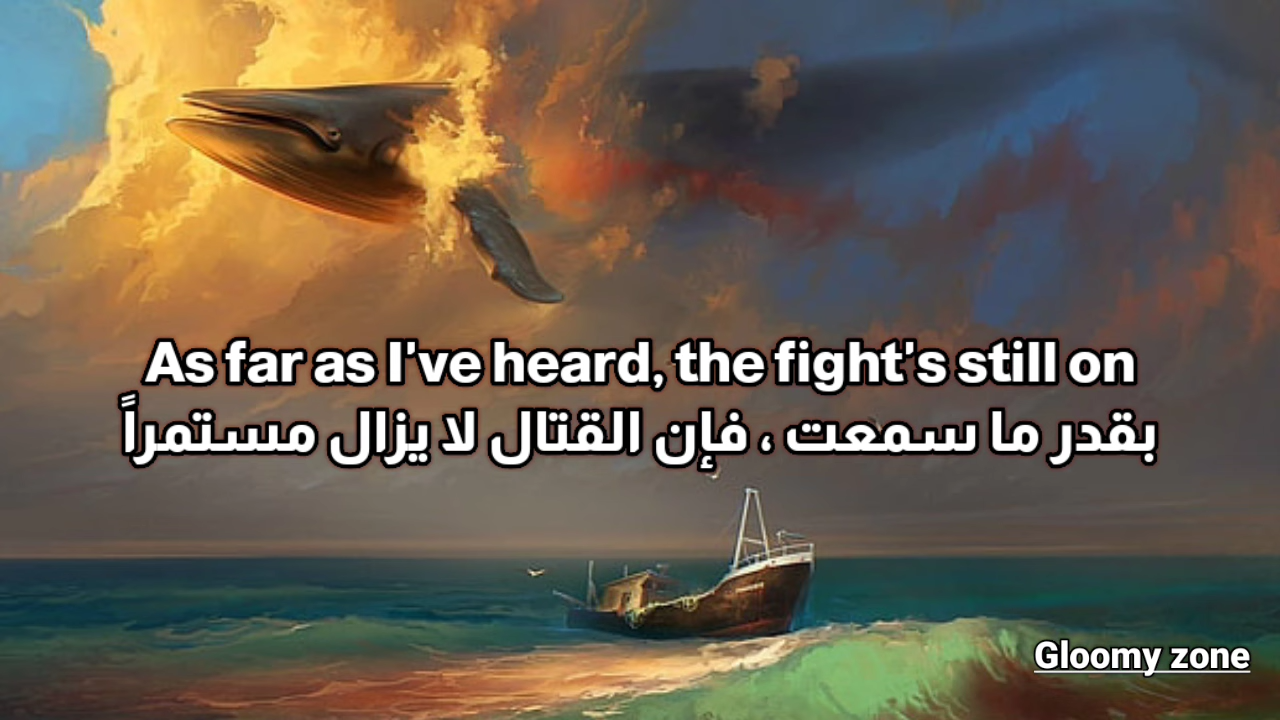 As far as I've heard, the fight's still on
بقدر ما سمعت ، فإن القتال لا يزال مستمراً
Gloomy zone